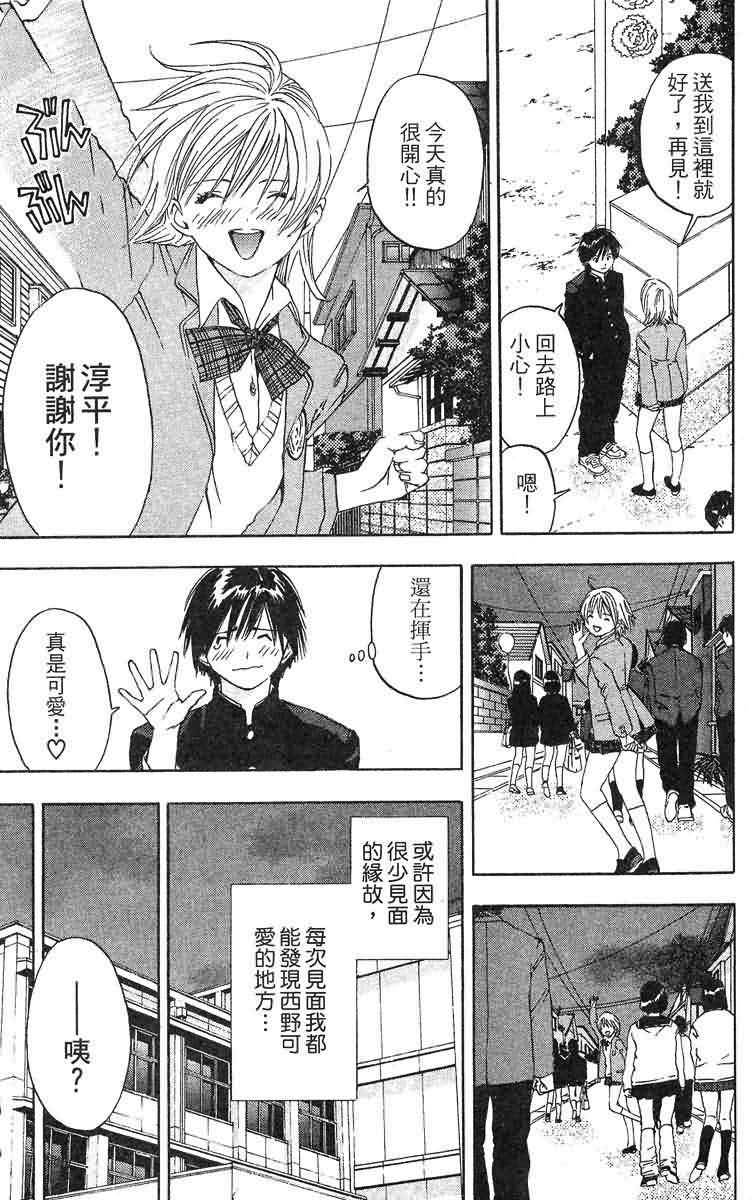 送我到這裡就
好了，再見！
回去路上
小心！
嗯！
今天真的
很開心!!
ぶんぶん
淳平！
謝謝你！
還在揮手…
真是可愛…♡
或許因為
很少見面
的緣故，
每次見面我都
能發現西野可
愛的地方…
──咦？